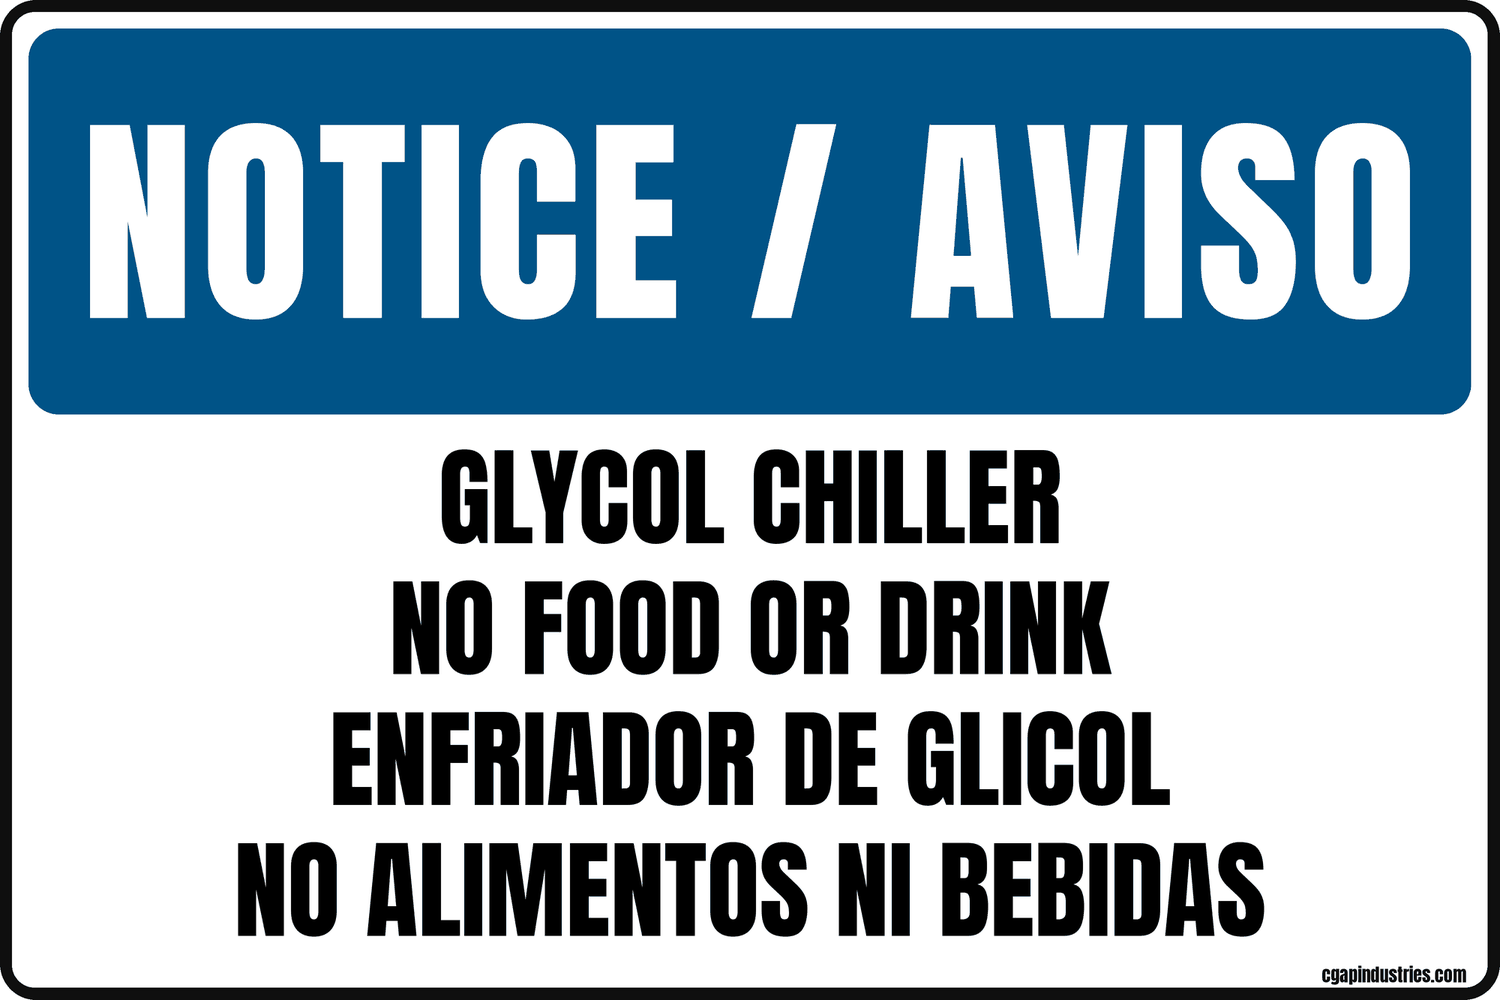 NOTICE / AVISO
GLYCOL CHILLER
NO FOOD OR DRINK
ENFRIADOR DE GLICOL
NO ALIMENTOS NI BEBIDAS
cgapindustries.com